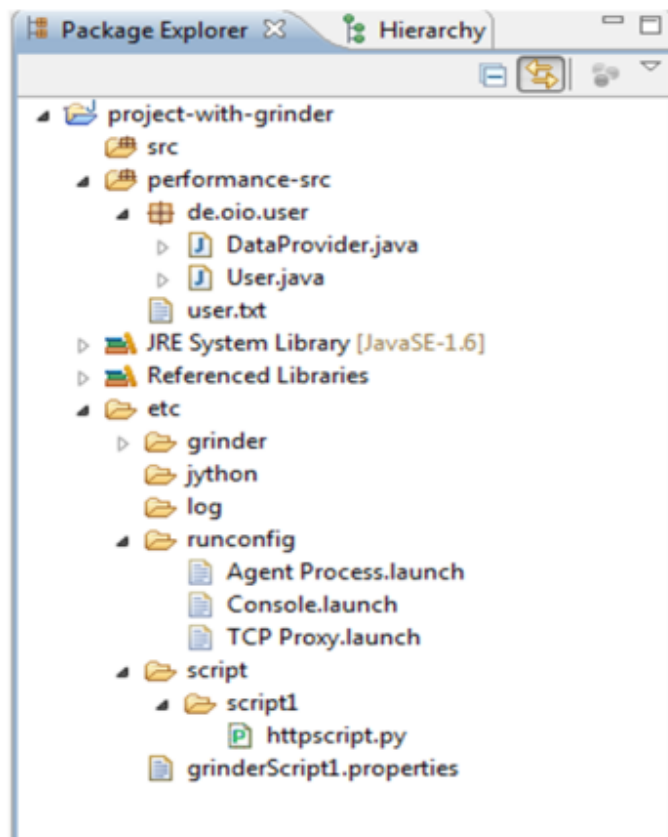 Package Explorer Hierarchy
project-with-grinder
src
performance-src
de.oio.user
DataProvider.java
User.java
user.txt
JRE System Library [JavaSE-1.6]
Referenced Libraries
etc
grinder
jython
log
runconfig
Agent Process.launch
Console.launch
TCP Proxy.launch
script
script1
httpscript.py
grinderScript1.properties